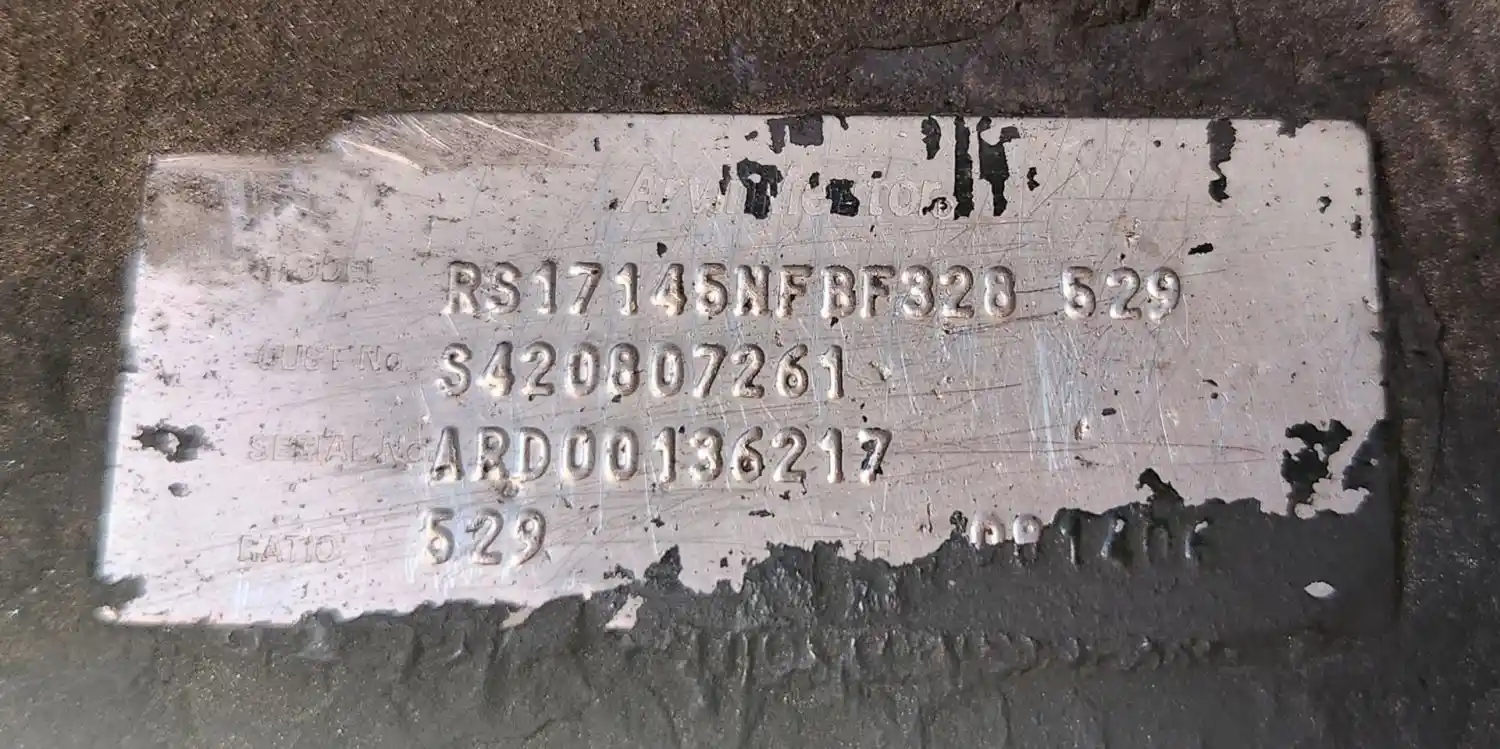 ArvinMeritor
MODEL RS17145NFBF328 529
CUST No. S420807261
SERIAL No. ARD00136217
RATIO 529